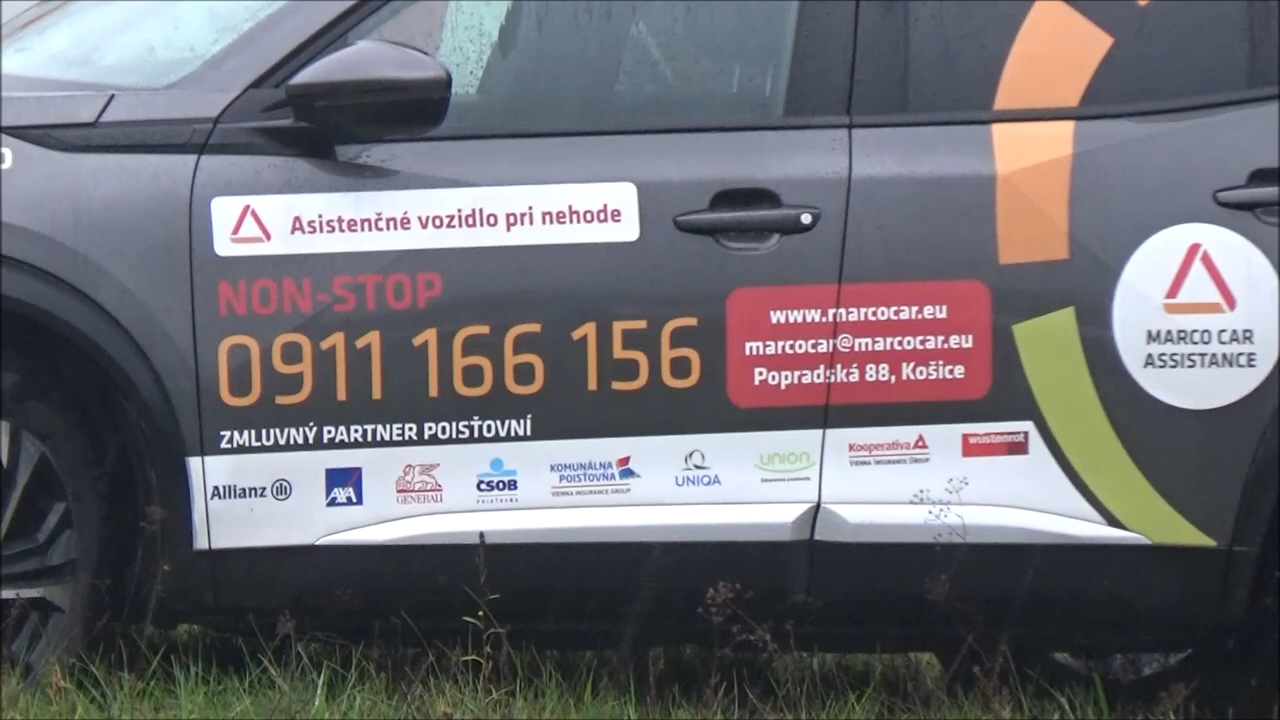 Asistenčné vozidlo pri nehode
NON-STOP
0911 166 156
www.marcocar.eu
marcocar@marcocar.eu
Popradská 88, Košice
MARCO CAR
ASSISTANCE
ZMLUVNÝ PARTNER POISŤOVNÍ
Allianz
AXA
GENERALI
ČSOB
POISŤOVŇA
KOMUNÁLNA
POISŤOVŇA
VIENNA INSURANCE GROUP
UNIQA
UNION
Kooperativa
VIENNA INSURANCE GROUP
wüstenrot